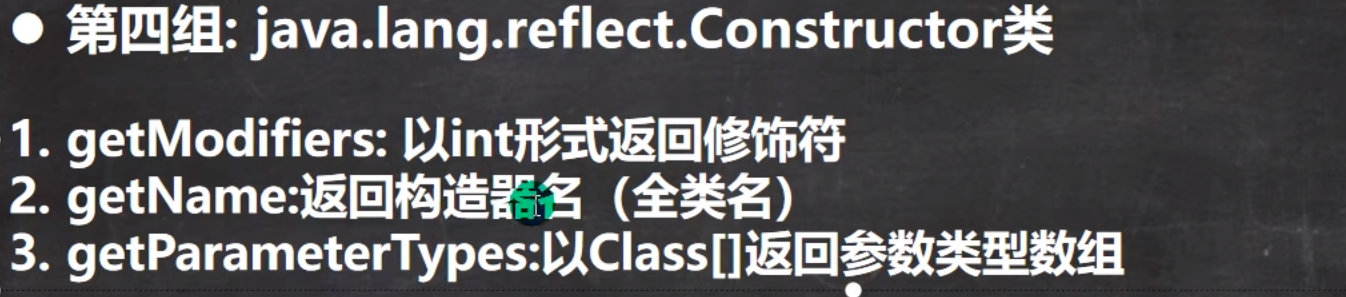 ● 第四组: java.lang.reflect.Constructor类
1. getModifiers: 以int形式返回修饰符
2. getName:返回构造器名（全类名）
3. getParameterTypes:以Class[]返回参数类型数组